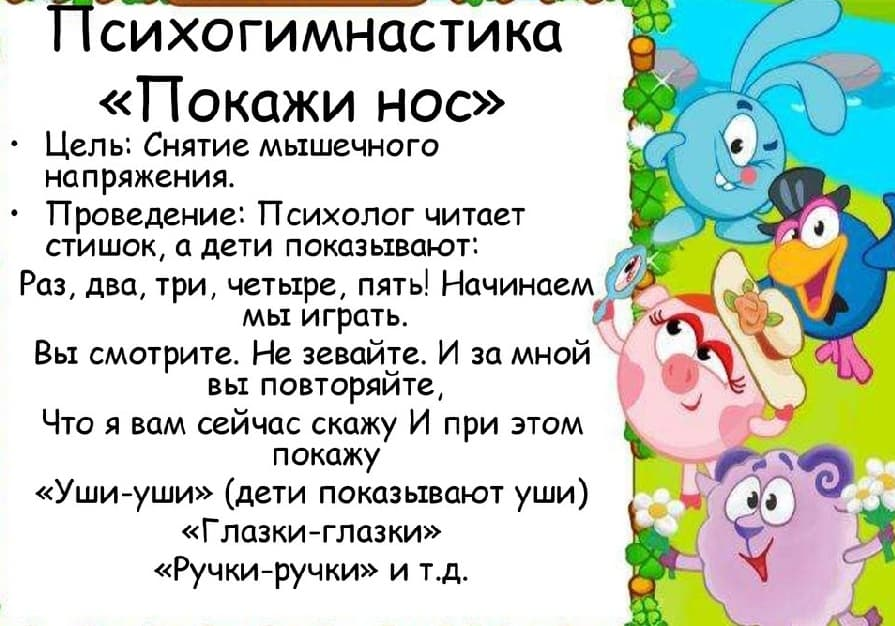 Психогимнастика
«Покажи нос»
• Цель: Снятие мышечного
напряжения.
• Проведение: Психолог читает
стишок, а дети показывают:
Раз, два, три, четыре, пять! Начинаем
мы играть.
Вы смотрите. Не зевайте. И за мной
вы повторяйте,
Что я вам сейчас скажу И при этом
покажу
«Уши-уши» (дети показывают уши)
«Глазки-глазки»
«Ручки-ручки» и т.д.